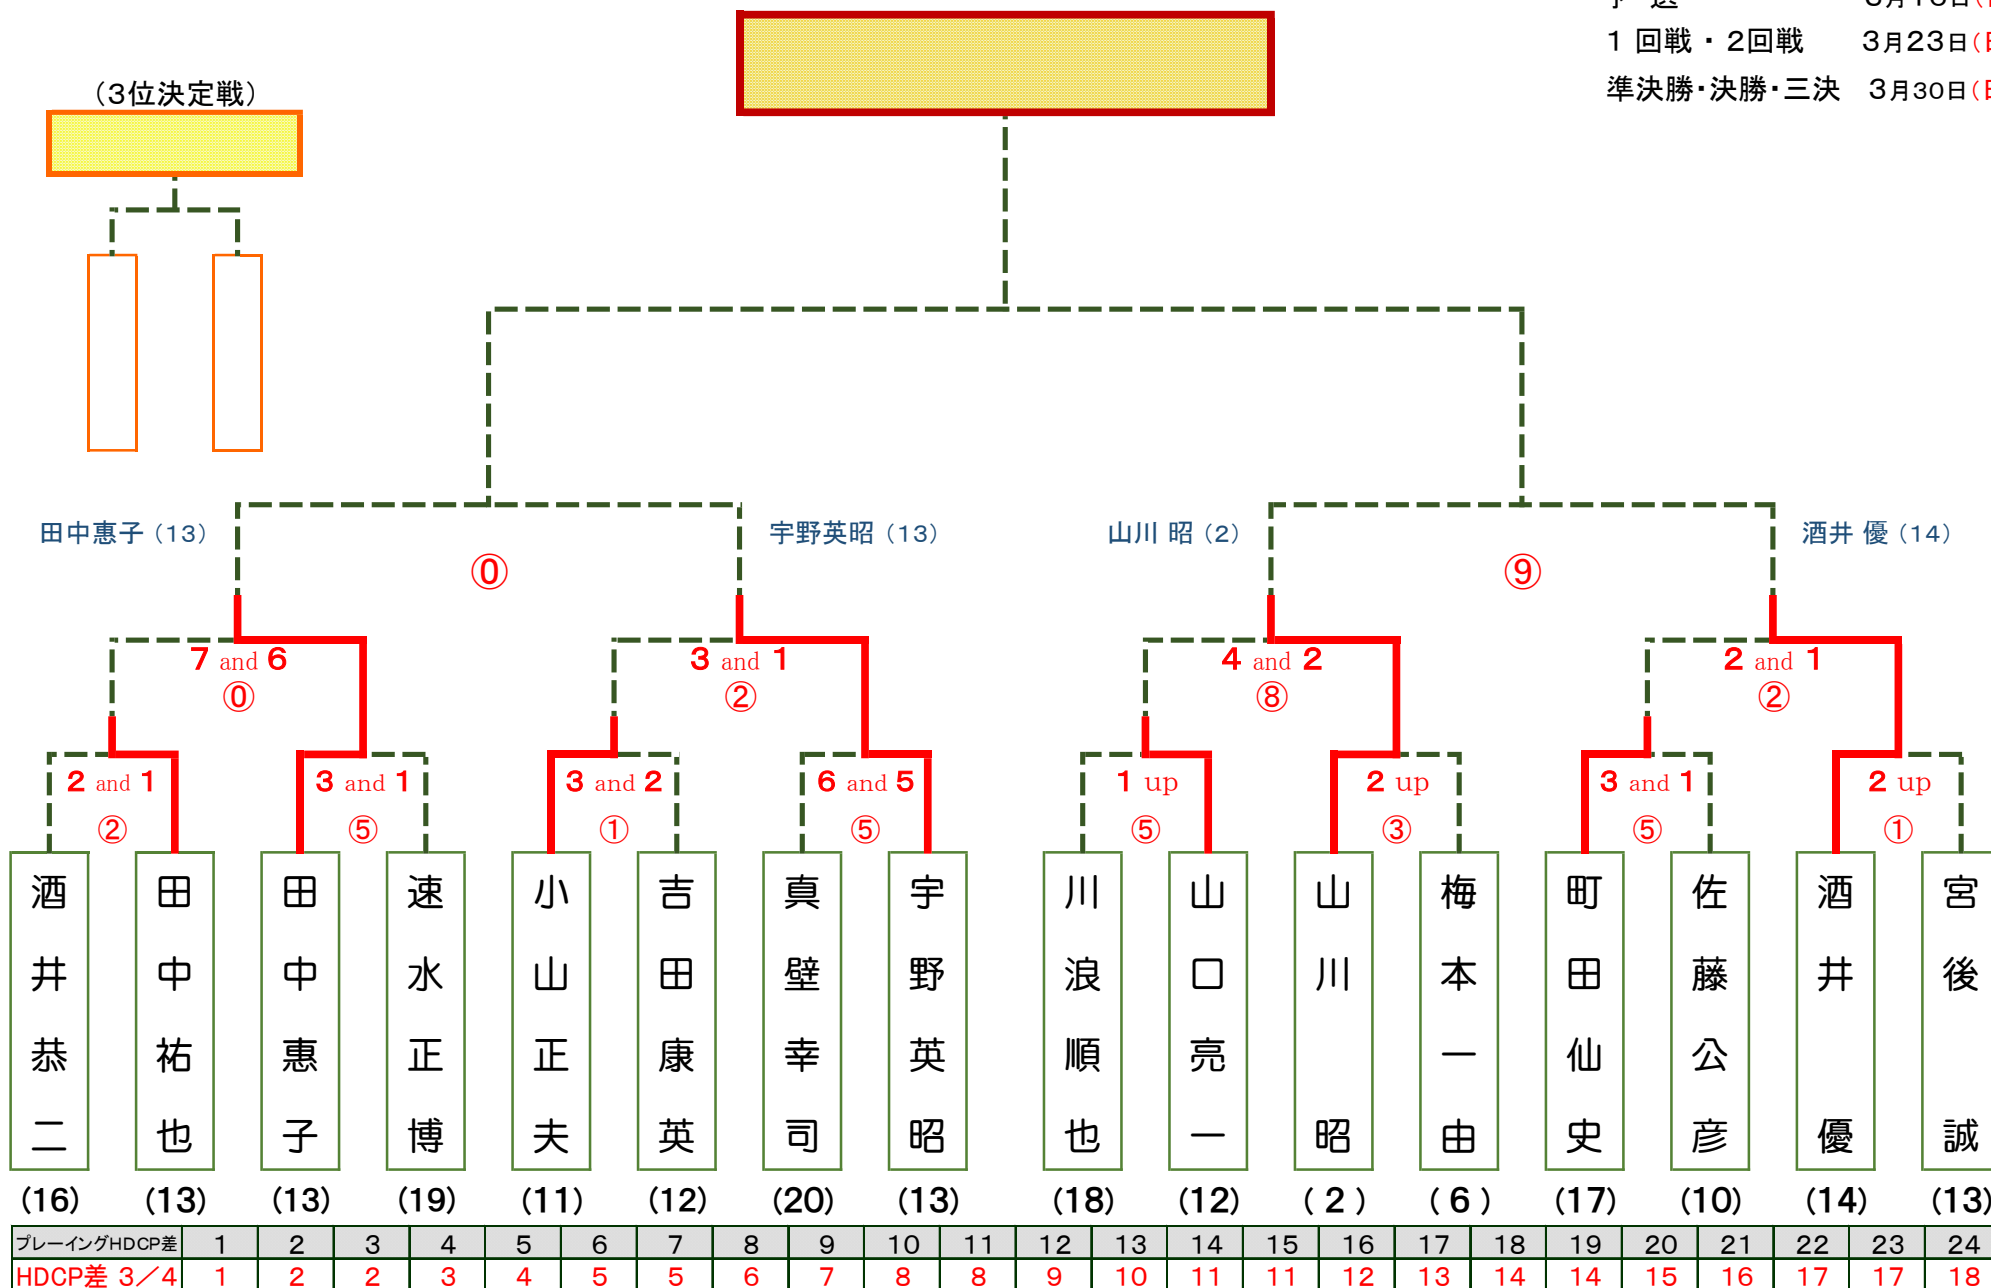 1 回戦 ・ 2回戦 3月23日(日
準決勝・決勝・三決 3月30日(日
(3位決定戦)
田中惠子 (13)
宇野英昭 (13)
山川 昭 (2)
酒井 優 (14)
⓪
⑨
7 and 6
3 and 1
4 and 2
2 and 1
⓪
②
⑧
②
2 and 1
3 and 1
3 and 2
6 and 5
1 up
2 up
3 and 1
2 up
②
⑤
①
⑤
⑤
③
⑤
①
酒井恭二
田中祐也
田中惠子
速水正博
小山正夫
吉田康英
真壁幸司
宇野英昭
川浪順也
山口亮一
山川 昭
梅本一由
町田仙史
佐藤公彦
酒井 優
宮後 誠
(16) (13) (13) (19) (11) (12) (20) (13) (18) (12) ( 2 ) ( 6 ) (17) (10) (14) (13)
プレーイングHDCP差 1 2 3 4 5 6 7 8 9 10 11 12 13 14 15 16 17 18 19 20 21 22 23 24
HDCP差 3/4 1 2 2 3 4 5 5 6 7 8 8 9 10 11 11 12 13 14 14 15 16 17 17 18